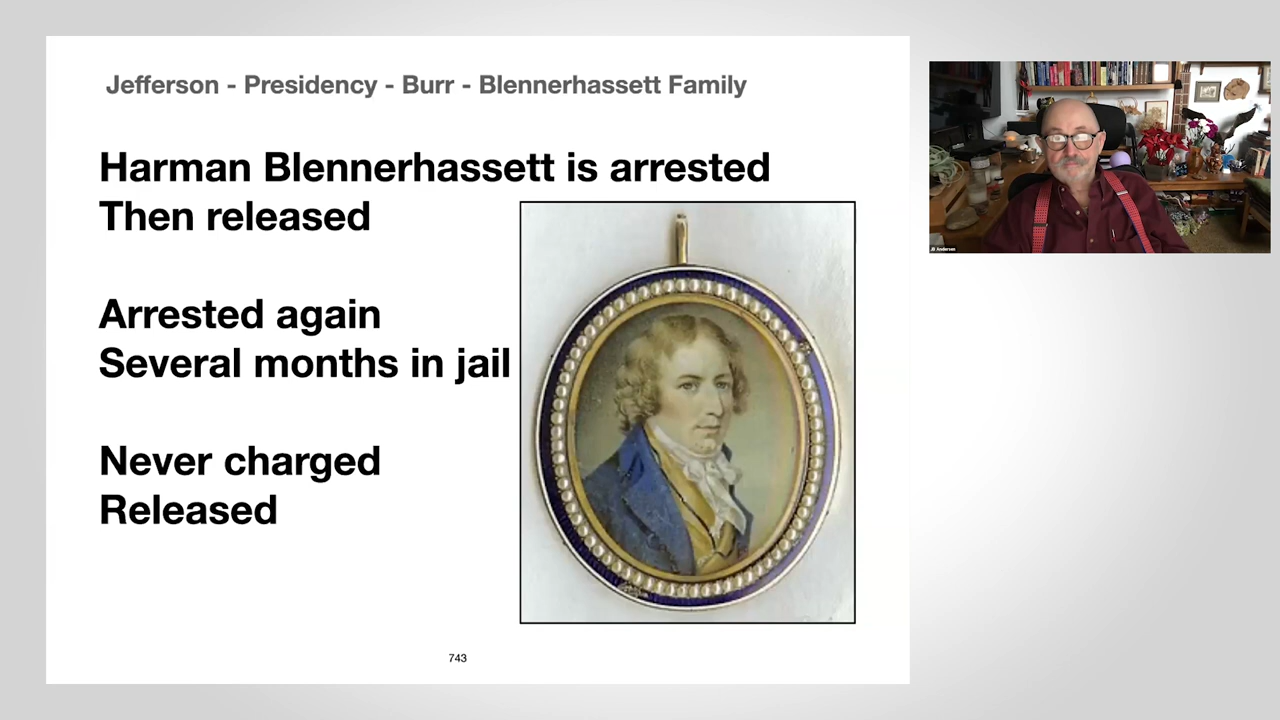 Jefferson - Presidency - Burr - Blennerhassett Family
Harman Blennerhassett is arrested
Then released
Arrested again
Several months in jail
Never charged
Released
743
Andersen